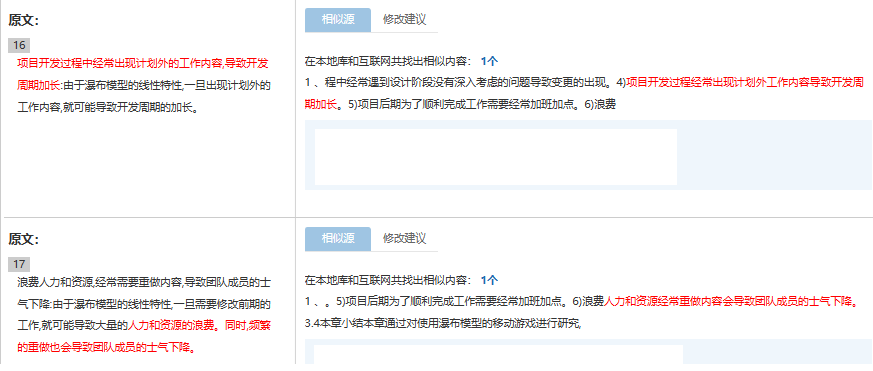 原文:
相似源 修改建议
16
项目开发过程中经常出现计划外的工作内容,导致开发
周期加长:由于瀑布模型的线性特性,一旦出现计划外的
工作内容,就可能导致开发周期的加长。
在本地库和互联网共找出相似内容: 1个
1 、程中经常遇到设计阶段没有深入考虑的问题导致变更的出现。4)项目开发过程经常出现计划外工作内容导致开发周
期加长。5)项目后期为了顺利完成工作需要经常加班加点。6)浪费
原文:
相似源 修改建议
17
浪费人力和资源,经常需要重做内容,导致团队成员的士
气下降:由于瀑布模型的线性特性,一旦需要修改前期的
工作,就可能导致大量的人力和资源的浪费。同时,频繁
的重做也会导致团队成员的士气下降。
在本地库和互联网共找出相似内容: 1个
1 、。5)项目后期为了顺利完成工作需要经常加班加点。6)浪费人力和资源经常重做内容会导致团队成员的士气下降。
3.4本章小结本章通过对使用瀑布模型的移动游戏进行研究,